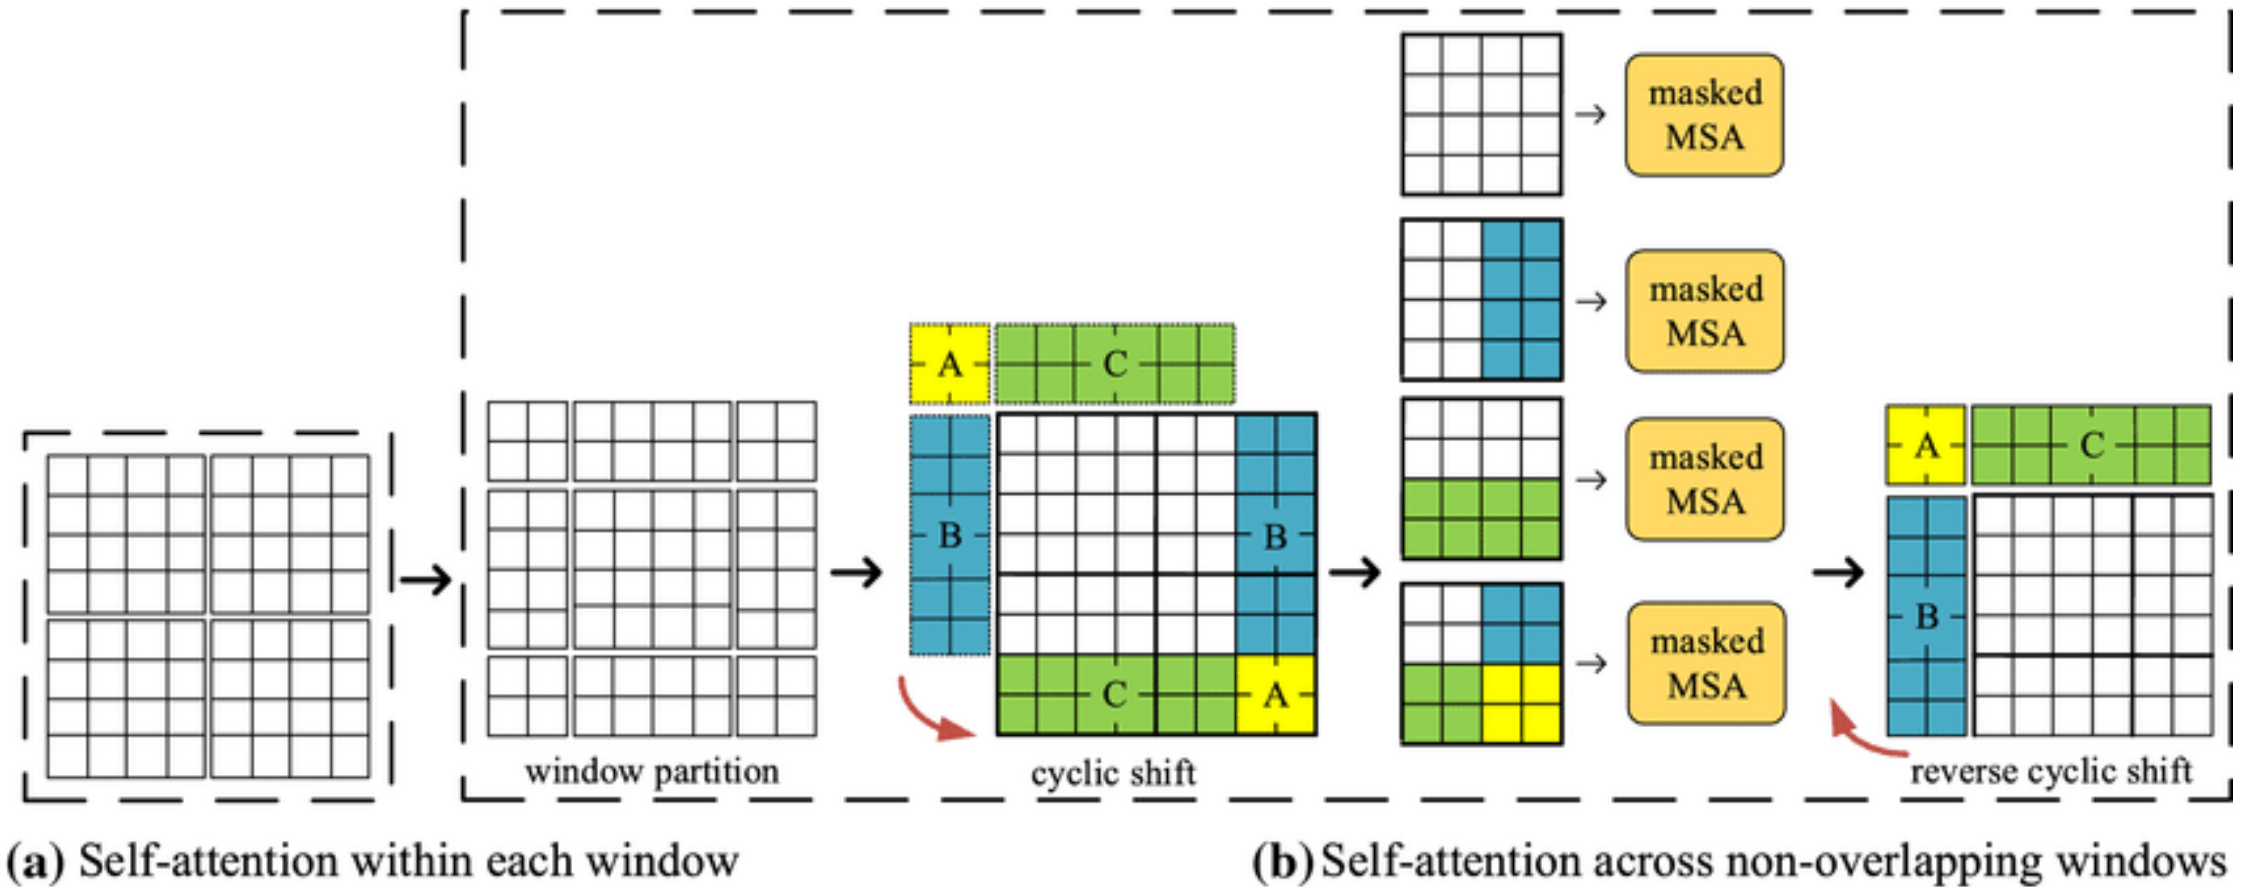 masked
MSA
masked
MSA
A
C
B
B
C
A
masked
MSA
masked
MSA
A
C
B
window partition
cyclic shift
reverse cyclic shift
(a) Self-attention within each window
(b) Self-attention across non-overlapping windows